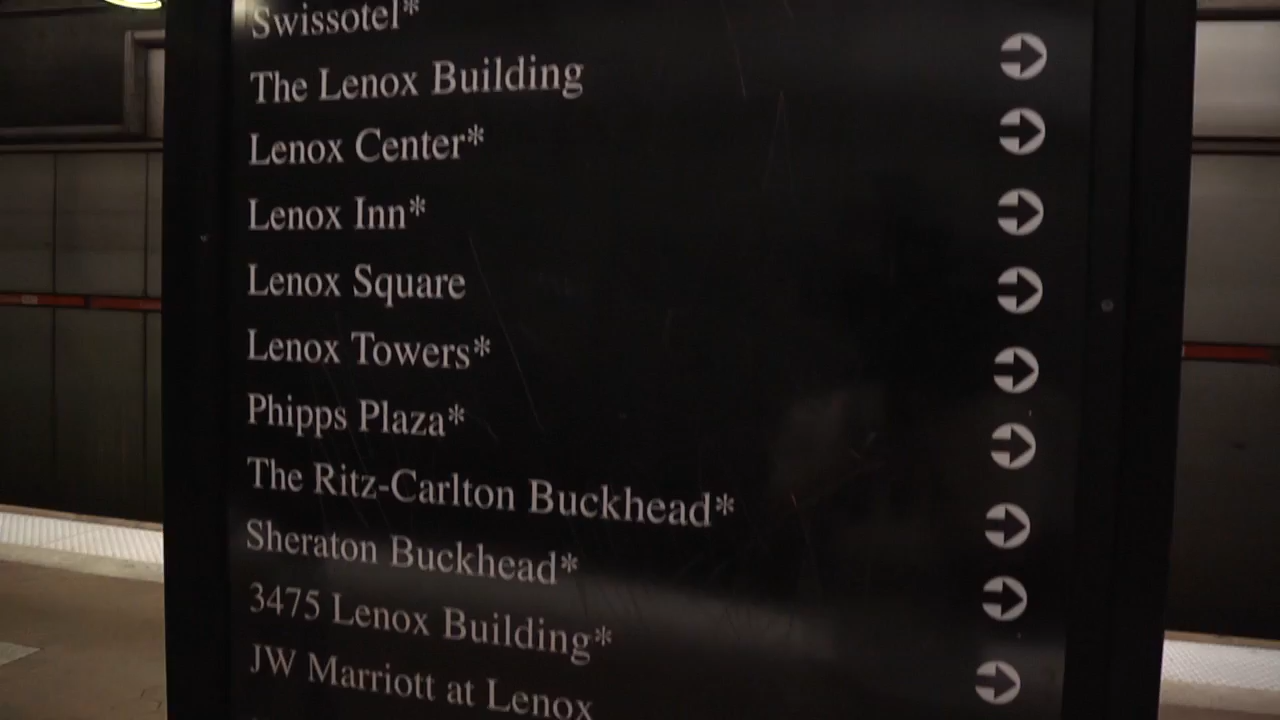 Swissotel*
The Lenox Building
Lenox Center*
Lenox Inn*
Lenox Square
Lenox Towers*
Phipps Plaza*
The Ritz-Carlton Buckhead*
Sheraton Buckhead*
3475 Lenox Building*
JW Marriott at Lenox